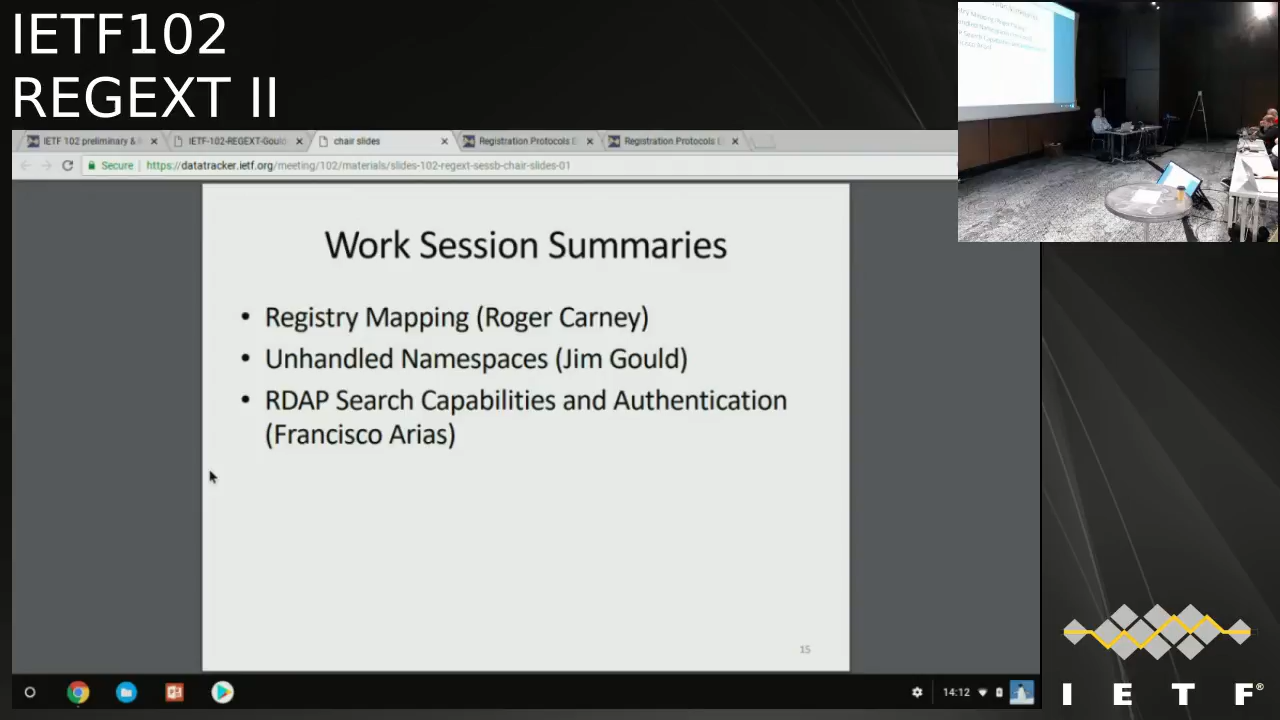 IETF102
REGEXT II
IETF 102 preliminary &
IETF-102-REGEXT-Gould
chair slides
Registration Protocols E
Registration Protocols E
Secure
https://datatracker.ietf.org/meeting/102/materials/slides-102-regext-sessb-chair-slides-01
Work Session Summaries
• Registry Mapping (Roger Carney)
• Unhandled Namespaces (Jim Gould)
• RDAP Search Capabilities and Authentication
(Francisco Arias)
15
14:12
I E T F®